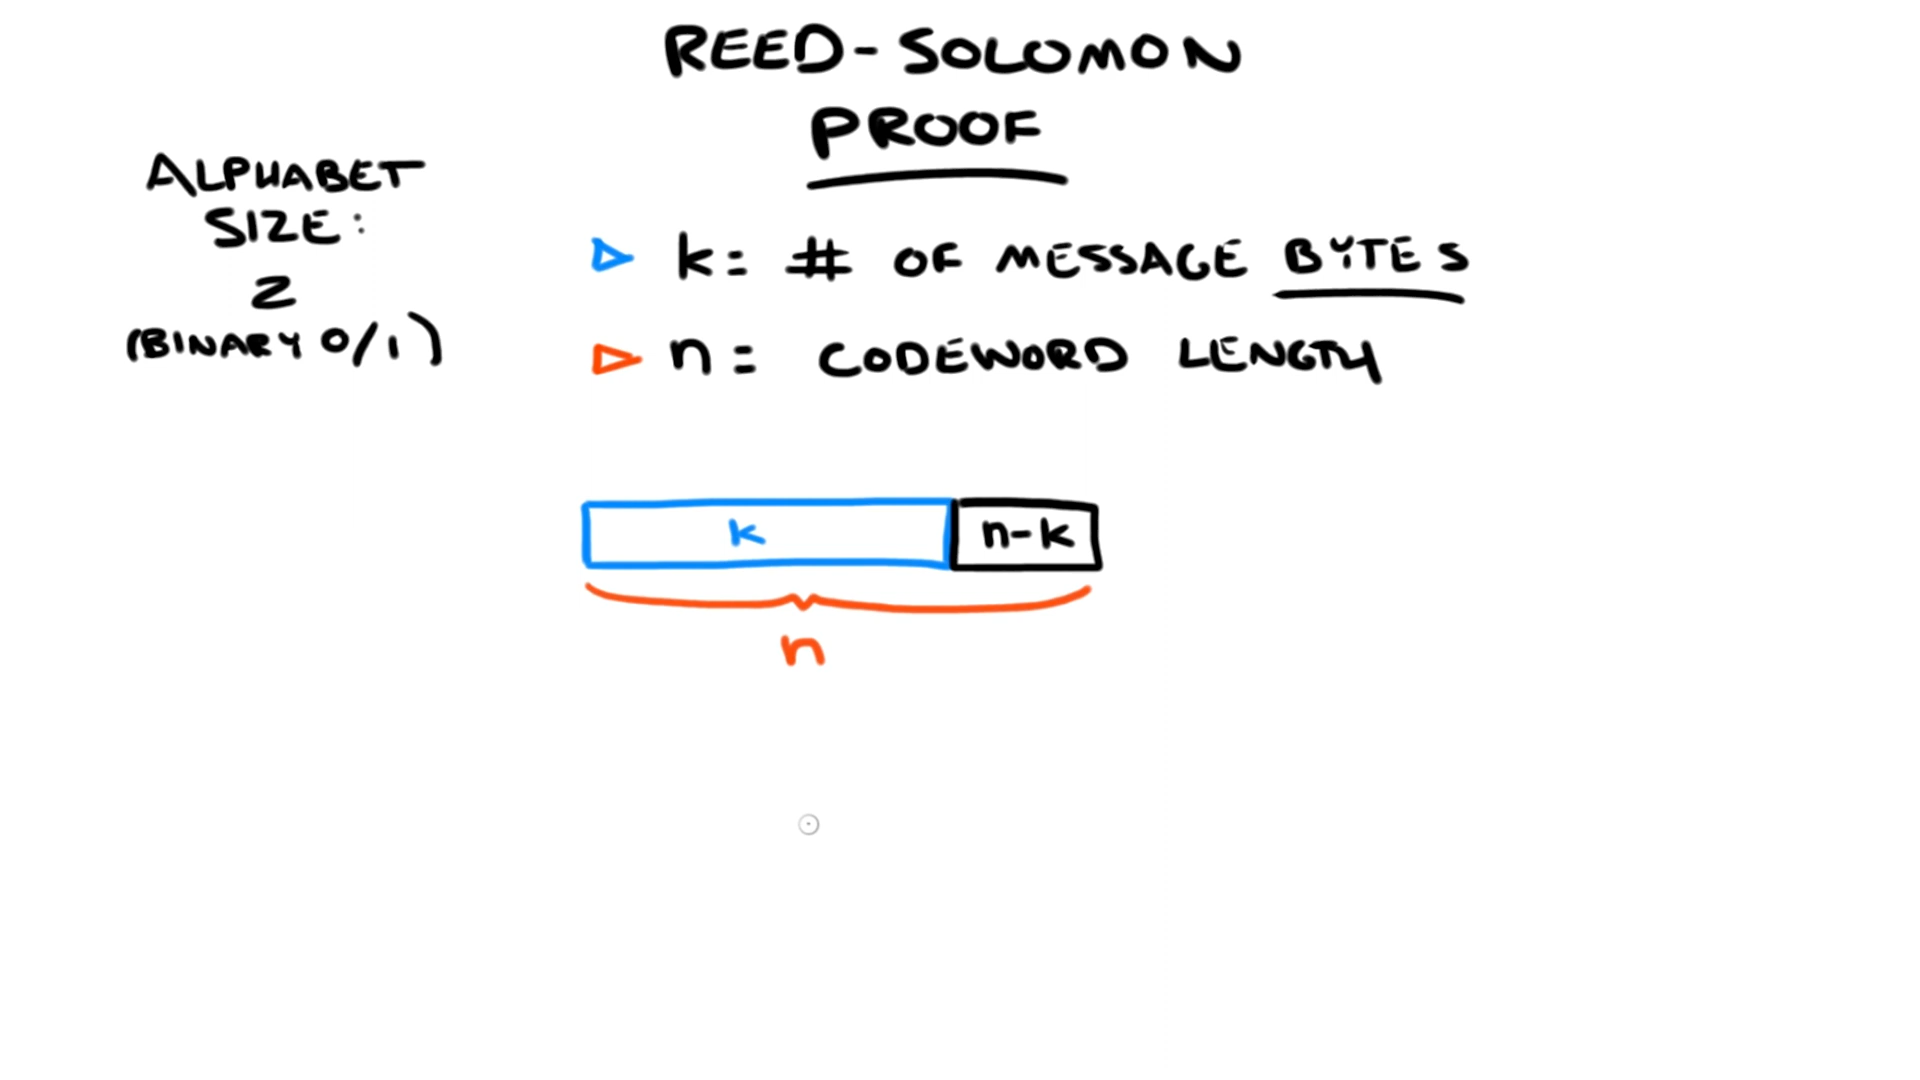 REED-SOLOMON
PROOF
ALPHABET
SIZE:
2
(BINARY 0/1)
k = # OF MESSAGE BYTES
n = CODEWORD LENGTH
k
n-k
n